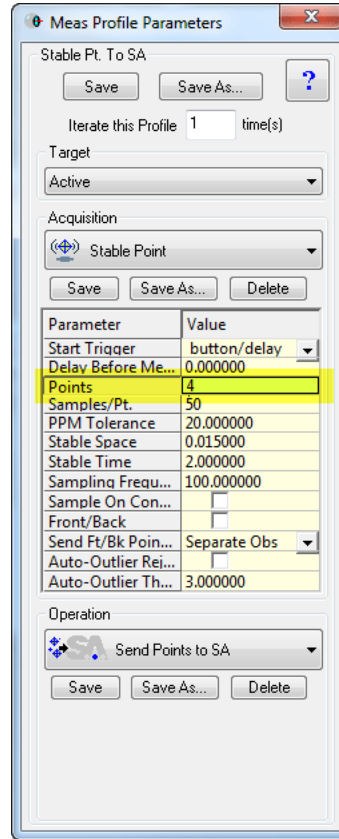 Meas Profile Parameters
Stable Pt. To SA
Save Save As... ?
Iterate this Profile 1 time(s)
Target
Active
Acquisition
Stable Point
Save Save As... Delete
Parameter Value
Start Trigger button/delay
Delay Before Me... 0.000000
Points 4
Samples/Pt. 50
PPM Tolerance 20.000000
Stable Space 0.015000
Stable Time 2.000000
Sampling Frequ... 100.000000
Sample On Con...
Front/Back
Send Ft/Bk Poin... Separate Obs
Auto-Outlier Rej...
Auto-Outlier Th... 3.000000
Operation
SA Send Points to SA
Save Save As... Delete